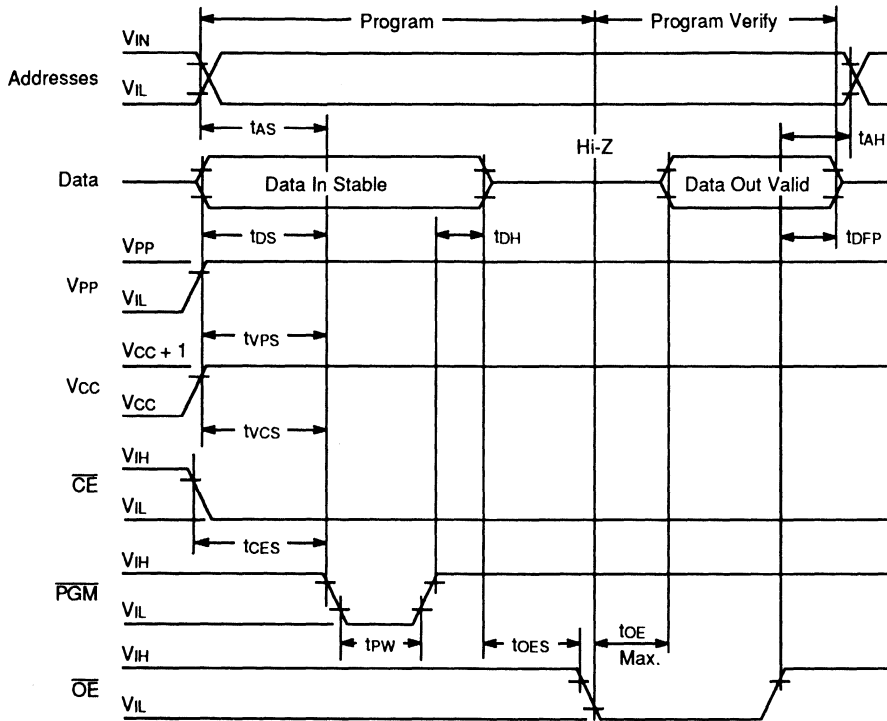 Program
Program Verify
VIN
Addresses
VIL
tAS
tAH
Hi-Z
Data
Data In Stable
Data Out Valid
tDS
tDH
tDFP
VPP
VPP
VIL
tVPS
VCC + 1
VCC
VCC
tVCS
VIH
CE
VIL
tCES
VIH
PGM
VIL
tPW
tOES
tOE
Max.
VIH
OE
VIL